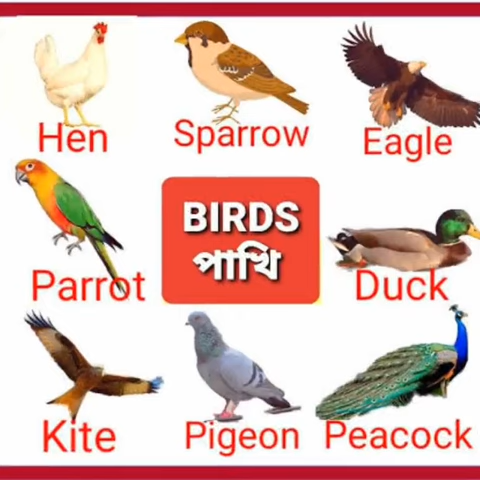 Hen
Sparrow
Eagle
BIRDS
পাখি
Parrot
Duck
Kite
Pigeon
Peacock